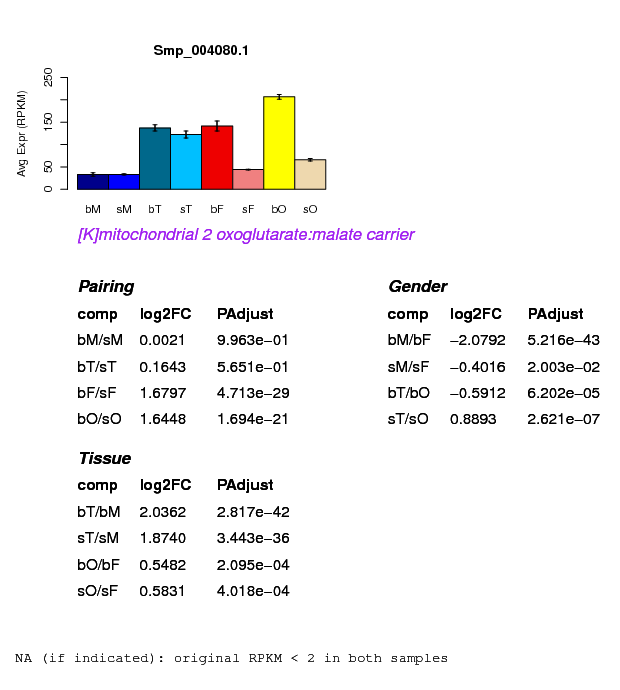 Smp_004080.1
Avg Expr (RPKM)
0 50 150 250
bM sM bT sT bF sF bO sO
[K]mitochondrial 2 oxoglutarate:malate carrier
Pairing
comp log2FC PAdjust
bM/sM 0.0021 9.963e−01
bT/sT 0.1643 5.651e−01
bF/sF 1.6797 4.713e−29
bO/sO 1.6448 1.694e−21
Gender
comp log2FC PAdjust
bM/bF −2.0792 5.216e−43
sM/sF −0.4016 2.003e−02
bT/bO −0.5912 6.202e−05
sT/sO 0.8893 2.621e−07
Tissue
comp log2FC PAdjust
bT/bM 2.0362 2.817e−42
sT/sM 1.8740 3.443e−36
bO/bF 0.5482 2.095e−04
sO/sF 0.5831 4.018e−04
NA (if indicated): original RPKM < 2 in both samples